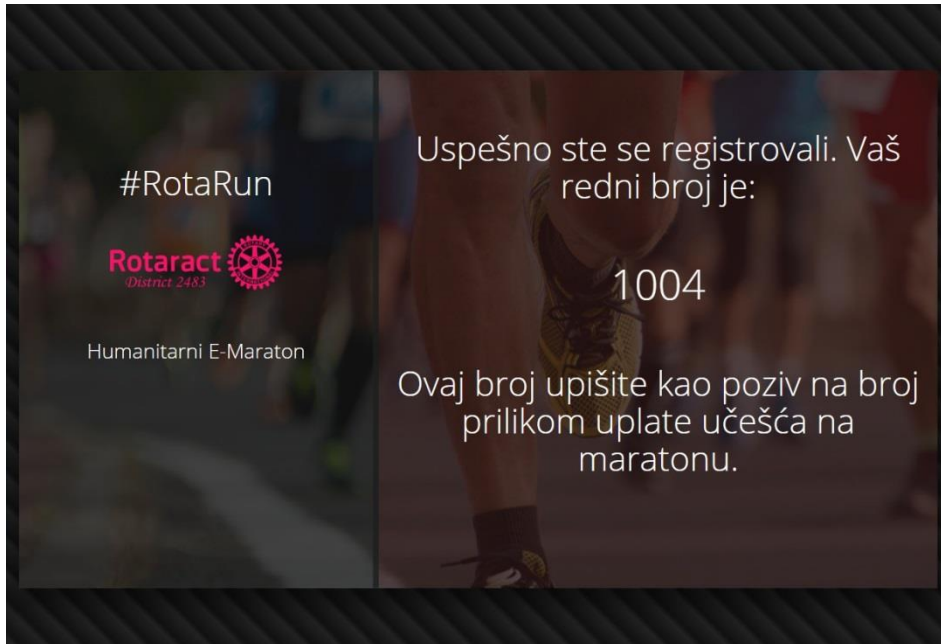 #RotaRun
Rotaract
District 2483
Humanitarni E-Maraton
Uspešno ste se registrovali. Vaš
redni broj je:
1004
Ovaj broj upišite kao poziv na broj
prilikom uplate učešća na
maratonu.